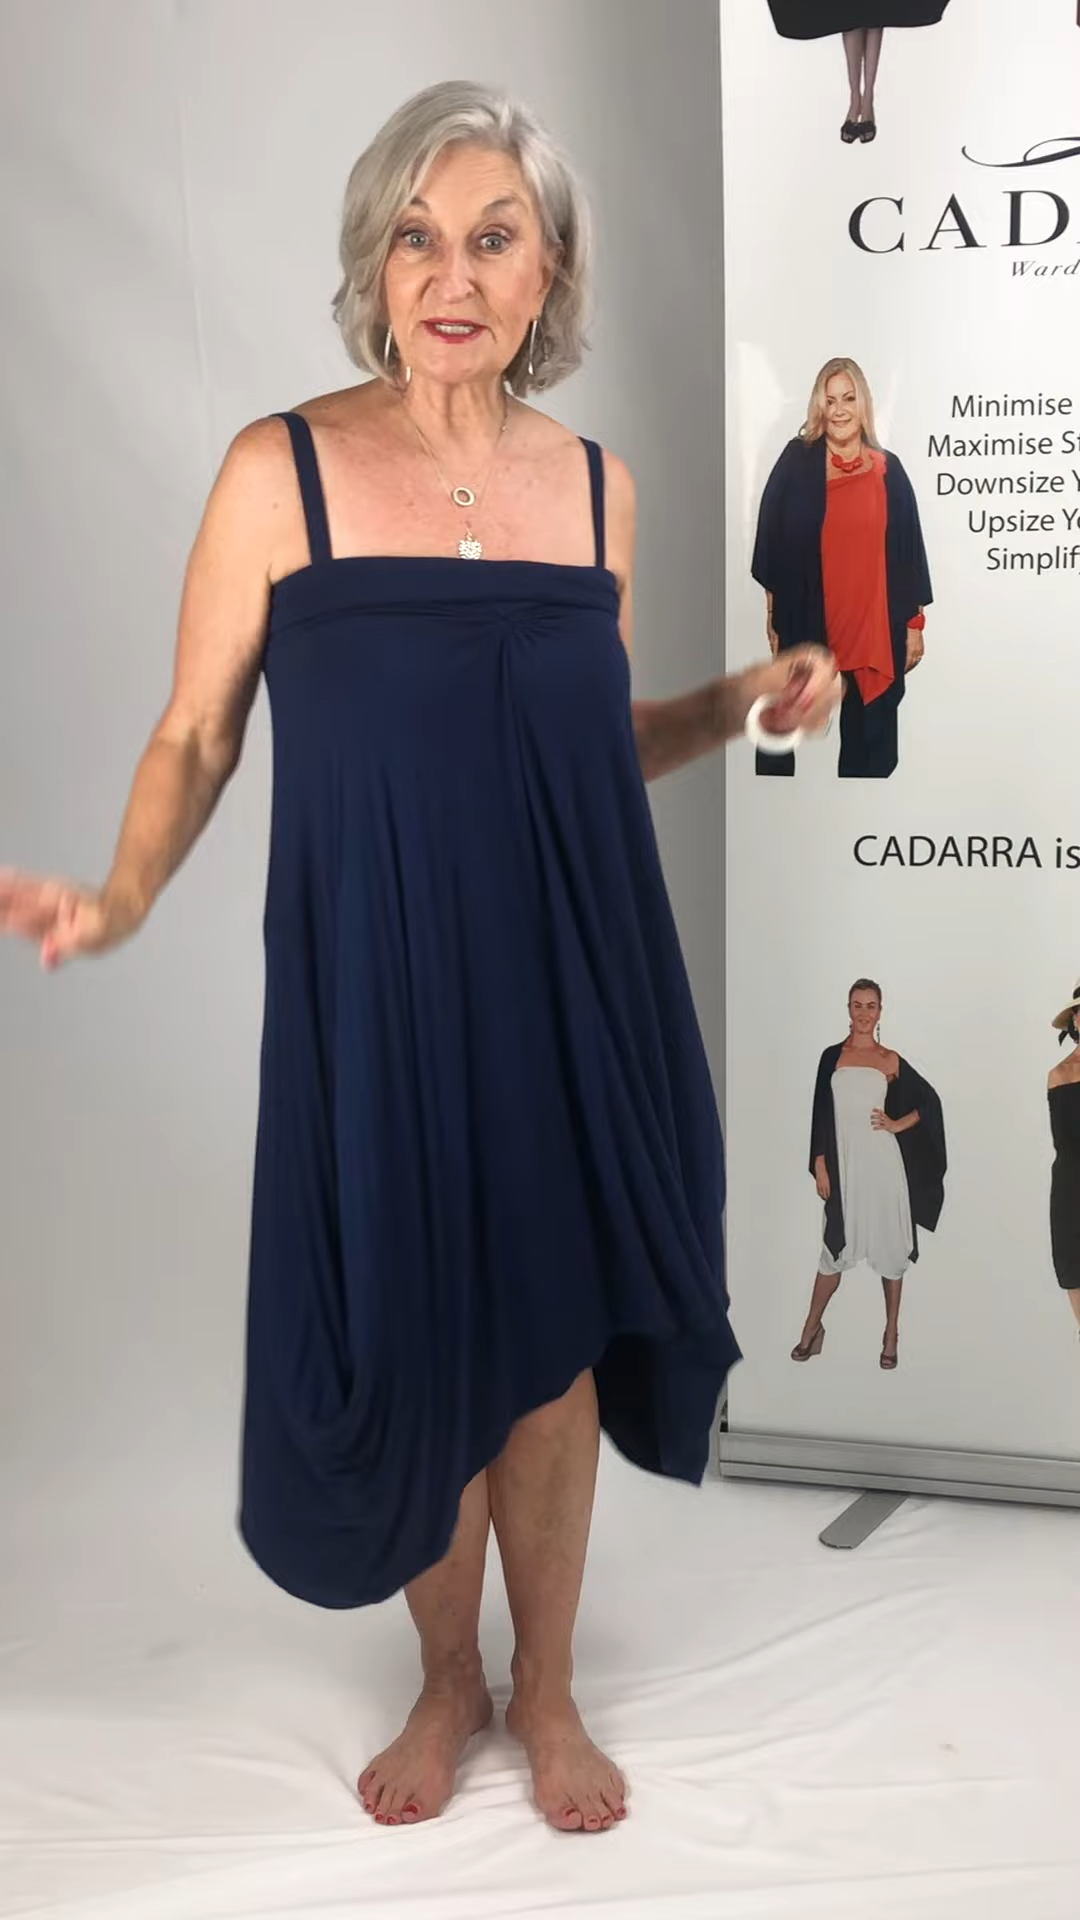 CAD
Ward
Minimise
Maximise St
Downsize Y
Upsize Yo
Simplify
CADARRA is